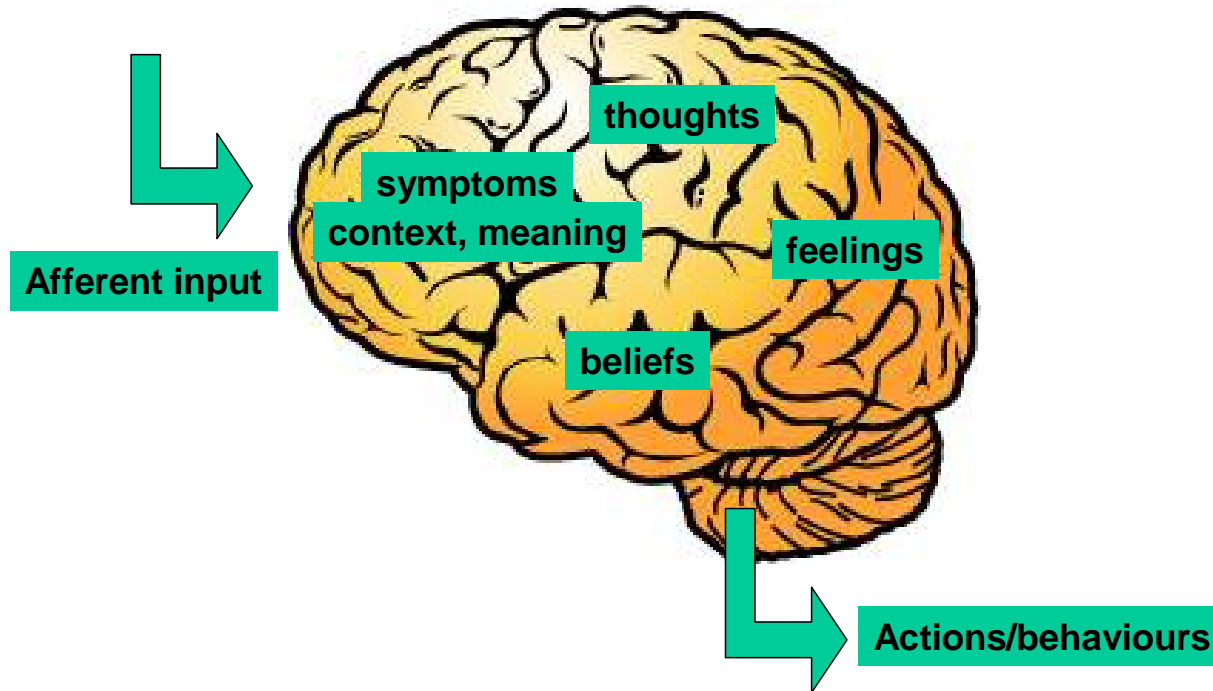 thoughts
symptoms
context, meaning
feelings
Afferent input
beliefs
Actions/behaviours